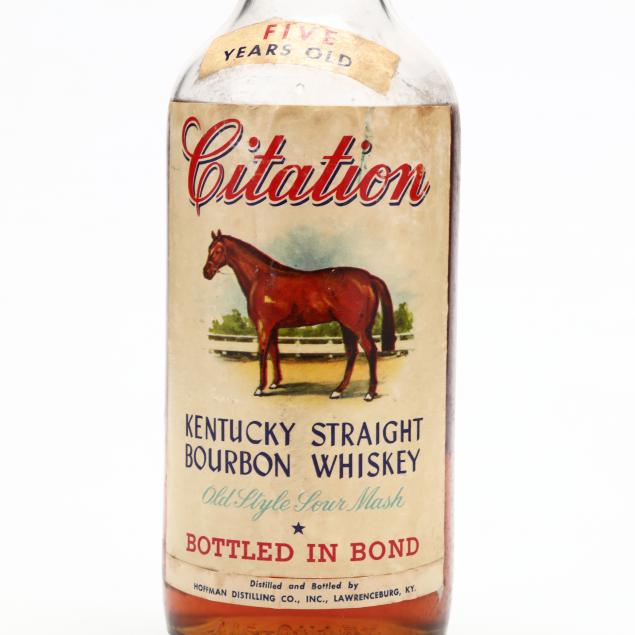 FIVE
YEARS OLD
Citation
KENTUCKY STRAIGHT
BOURBON WHISKEY
Old Style Sour Mash
BOTTLED IN BOND
Distilled and Bottled by
HOFFMAN DISTILLING CO., INC., LAWRENCEBURG, KY.